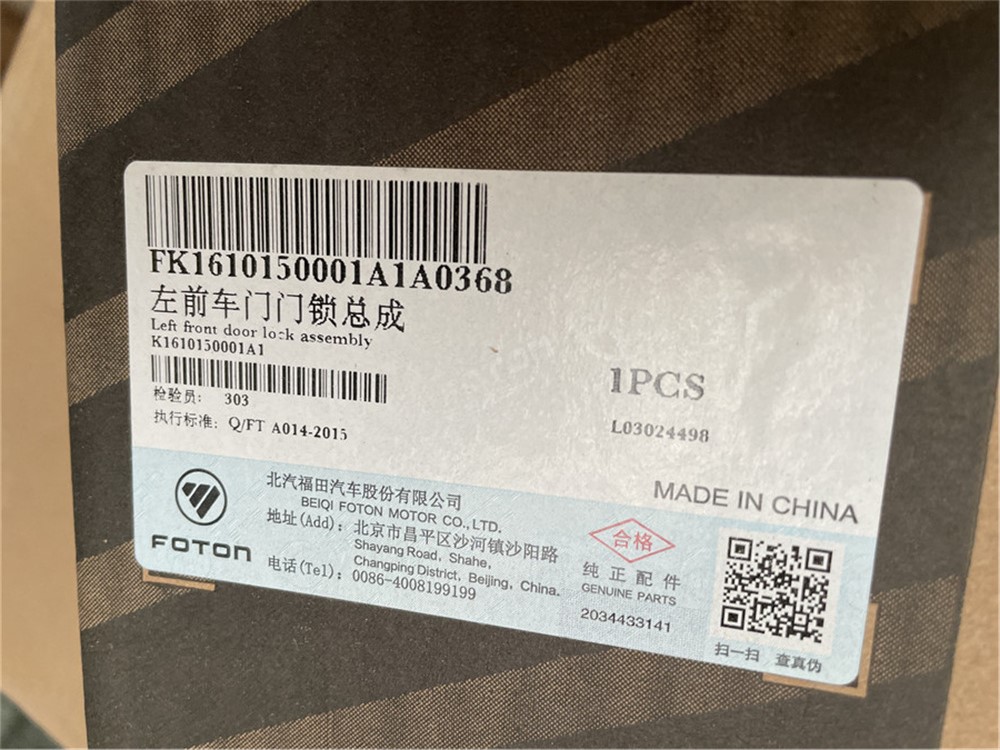 FK1610150001A1A0368
左前车门门锁总成
Left front door lock assembly
K1610150001A1
检验员: 303
执行标准: Q/FT A014-2015
1PCS
L03024498
MADE IN CHINA
FOTON
北汽福田汽车股份有限公司
BEIQI FOTON MOTOR CO.,LTD.
地址(Add): 北京市昌平区沙河镇沙阳路
Shayang Road, Shahe,
Changping District, Beijing, China.
电话(Tel): 0086-4008199199
合格
纯正配件
GENUINE PARTS
2034433141
扫一扫 查真伪